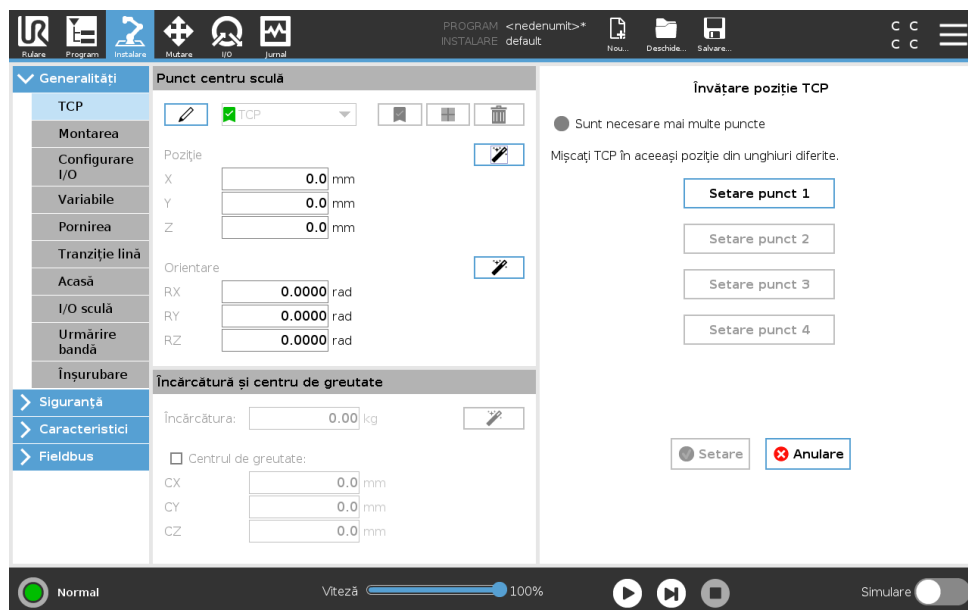 PROGRAM <nedenumit>*
INSTALARE default
Rulare
Program
Instalare
Mutare
I/O
Jurnal
Nou...
Deschide...
Salvare...
C C
C C
Generalități
TCP
Montarea
Configurare
I/O
Variabile
Pornirea
Tranziție lină
Acasă
I/O sculă
Urmărire
bandă
Înșurubare
Siguranță
Caracteristici
Fieldbus
Punct centru sculă
TCP
Poziție
X 0.0 mm
Y 0.0 mm
Z 0.0 mm
Orientare
RX 0.0000 rad
RY 0.0000 rad
RZ 0.0000 rad
Încărcătură și centru de greutate
Încărcătura: 0.00 kg
Centrul de greutate:
CX 0.0 mm
CY 0.0 mm
CZ 0.0 mm
Învățare poziție TCP
Sunt necesare mai multe puncte
Mișcați TCP în aceeași poziție din unghiuri diferite.
Setare punct 1
Setare punct 2
Setare punct 3
Setare punct 4
Setare
Anulare
Normal
Viteză 100%
Simulare